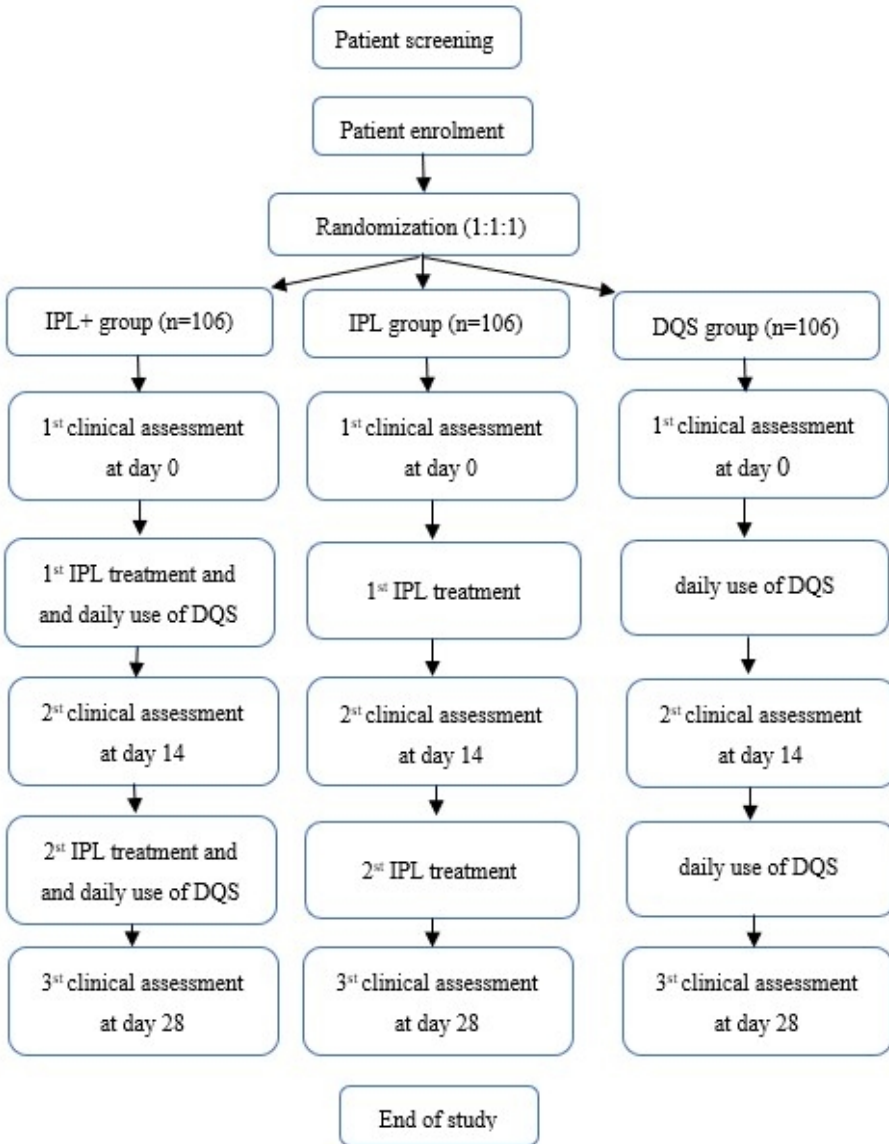 Patient screening
Patient enrolment
Randomization (1:1:1)
IPL+ group (n=106)
IPL group (n=106)
DQS group (n=106)
1st clinical assessment
at day 0
1st clinical assessment
at day 0
1st clinical assessment
at day 0
1st IPL treatment and
and daily use of DQS
1st IPL treatment
daily use of DQS
2st clinical assessment
at day 14
2st clinical assessment
at day 14
2st clinical assessment
at day 14
2st IPL treatment and
and daily use of DQS
2st IPL treatment
daily use of DQS
3st clinical assessment
at day 28
3st clinical assessment
at day 28
3st clinical assessment
at day 28
End of study